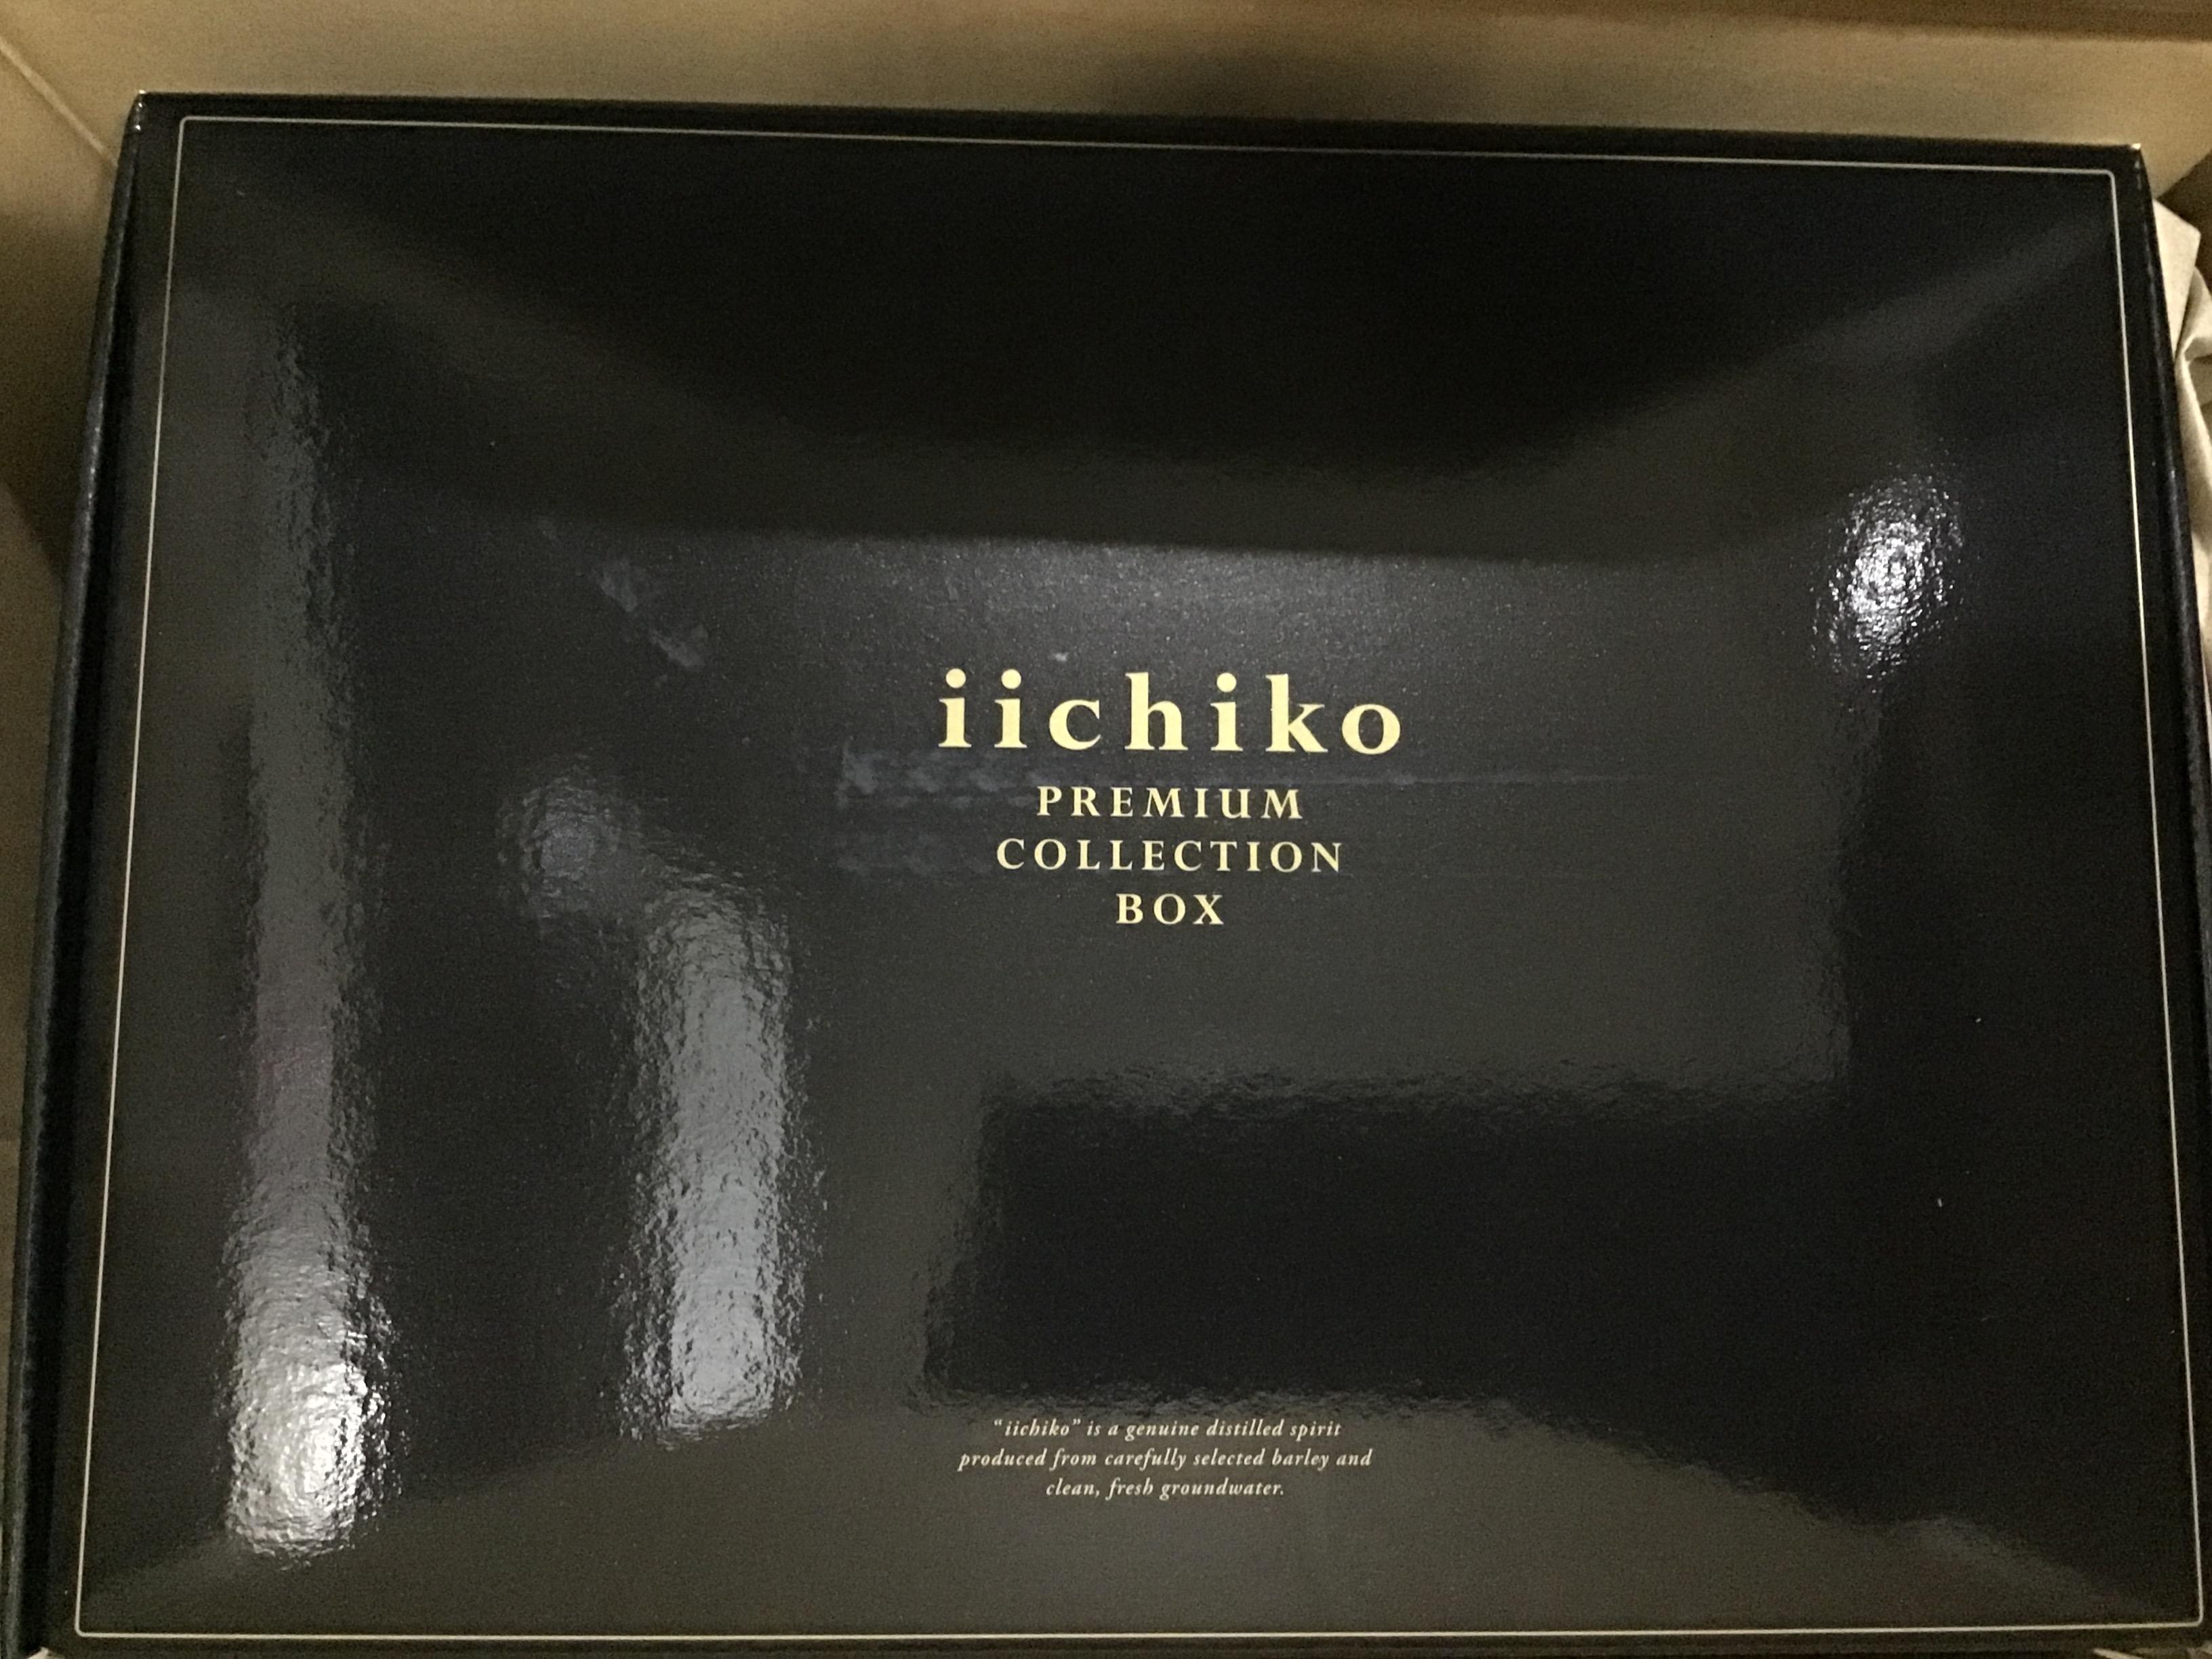 iichiko
PREMIUM
COLLECTION
BOX
“iichiko” is a genuine distilled spirit
produced from carefully selected barley and
clean, fresh groundwater.